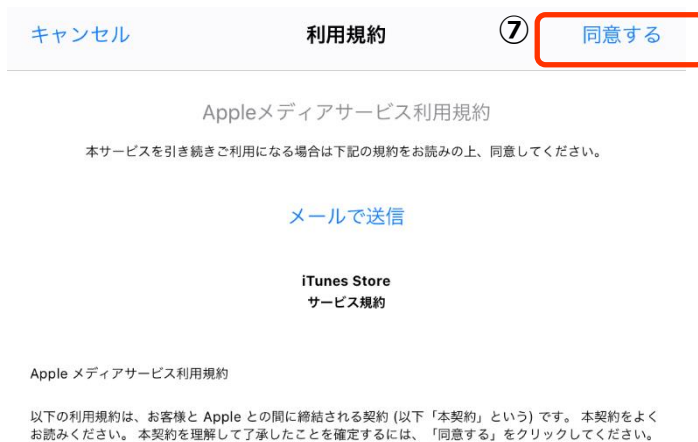 キャンセル 利用規約 ⑦ 同意する
Appleメディアサービス利用規約
本サービスを引き続きご利用になる場合は下記の規約をお読みの上、同意してください。
メールで送信
iTunes Store
サービス規約
Apple メディアサービス利用規約
以下の利用規約は、お客様と Apple との間に締結される契約 (以下「本契約」という) です。 本契約をよく
お読みください。 本契約を理解して了承したことを確定するには、「同意する」をクリックしてください。